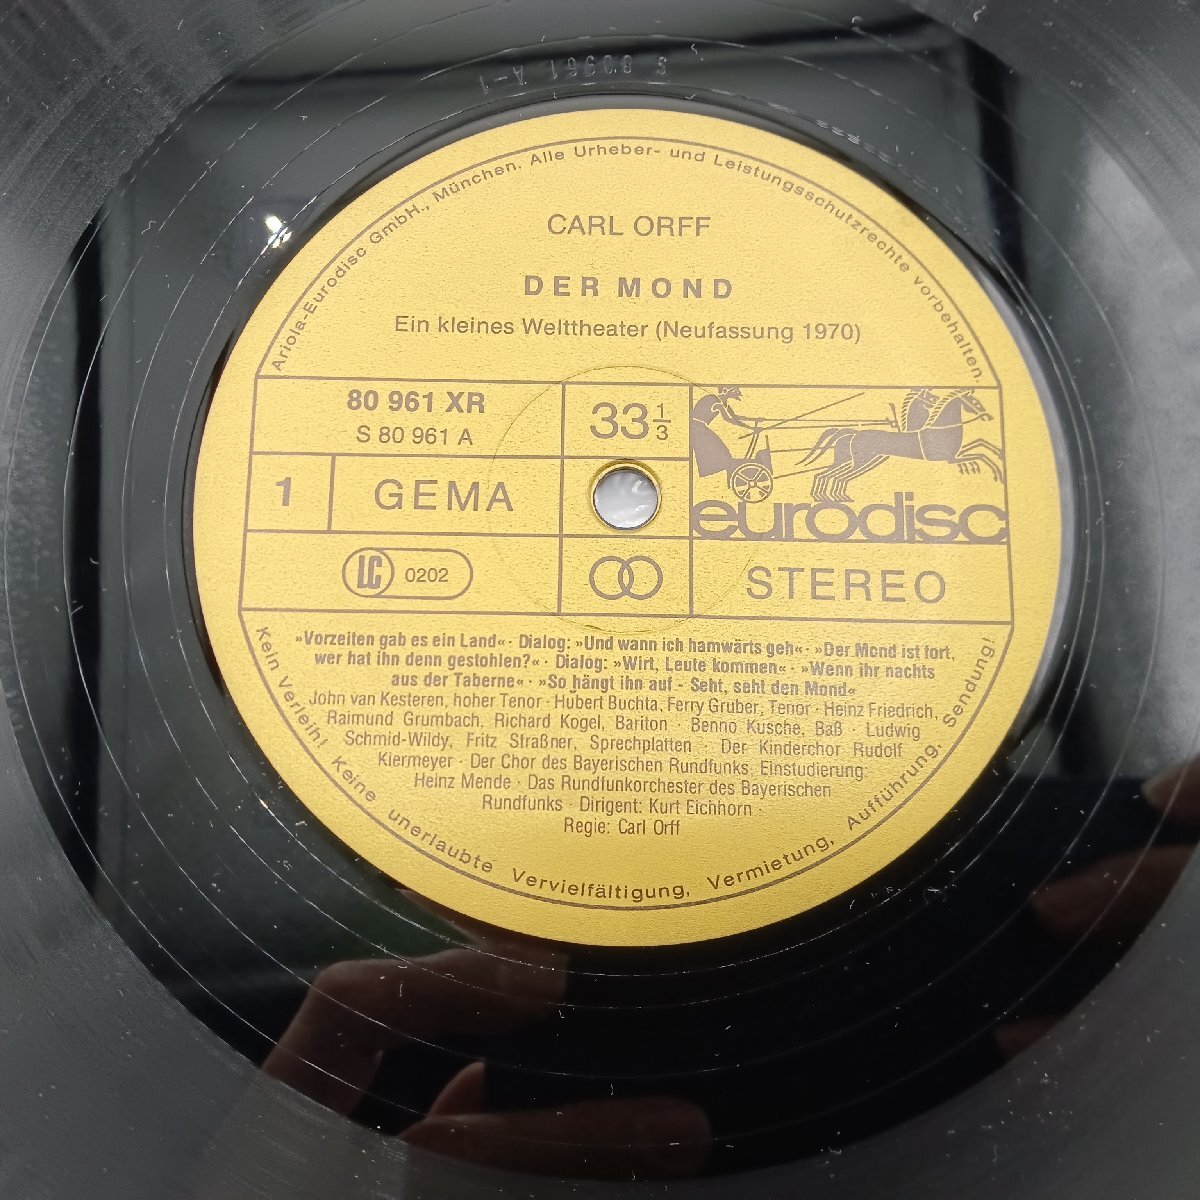 S 80961 A-1
Ariola-Eurodisc GmbH., München. Alle Urheber- und Leistungsschutzrechte vorbehalten.
CARL ORFF
DER MOND
Ein kleines Welttheater (Neufassung 1970)
80 961 XR
S 80 961 A
33 1/3
1
GEMA
eurodisc
LC 0202
STEREO
»Vorzeiten gab es ein Land« · Dialog: »Und wann ich hamwärts geh« · »Der Mond ist fort,
wer hat ihn denn gestohlen?« · Dialog: »Wirt, Leute kommen« · »Wenn ihr nachts
aus der Taberne« · »So hängt ihn auf - Seht, seht den Mond«
John van Kesteren, hoher Tenor · Hubert Buchta, Ferry Gruber, Tenor · Heinz Friedrich,
Raimund Grumbach, Richard Kogel, Bariton · Benno Kusche, Baß · Ludwig
Schmid-Wildy, Fritz Straßner, Sprechplatten · Der Kinderchor Rudolf
Kiermeyer · Der Chor des Bayerischen Rundfunks, Einstudierung:
Heinz Mende · Das Rundfunkorchester des Bayerischen
Rundfunks · Dirigent: Kurt Eichhorn ·
Regie: Carl Orff
Kein Verleih! Keine unerlaubte Vervielfältigung, Vermietung, Aufführung, Sendung!